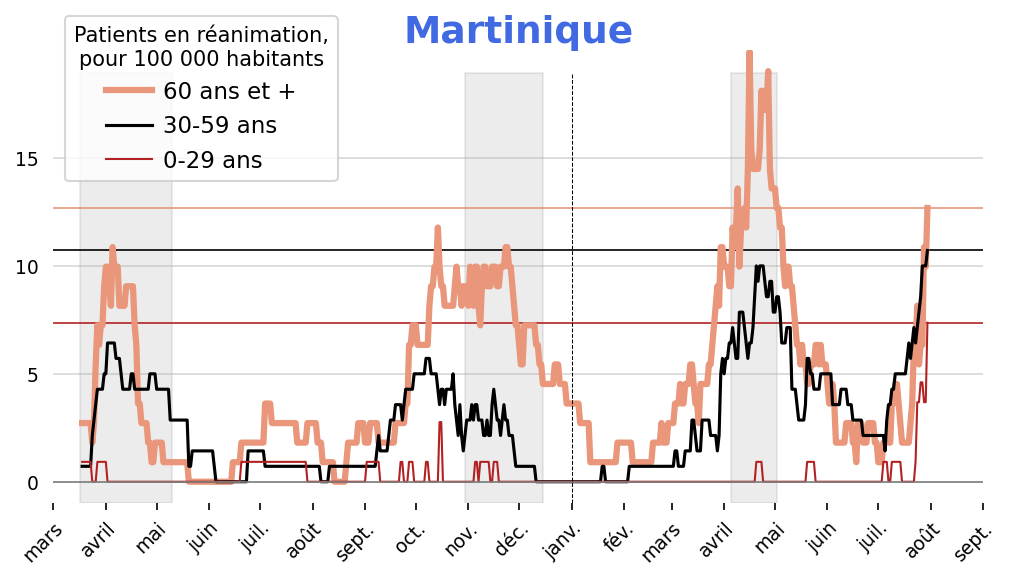 Martinique
Patients en réanimation,
pour 100 000 habitants
60 ans et +
30-59 ans
0-29 ans
15
10
5
0
mars
avril
mai
juin
juil.
août
sept.
oct.
nov.
déc.
janv.
fév.
mars
avril
mai
juin
juil.
août
sept.